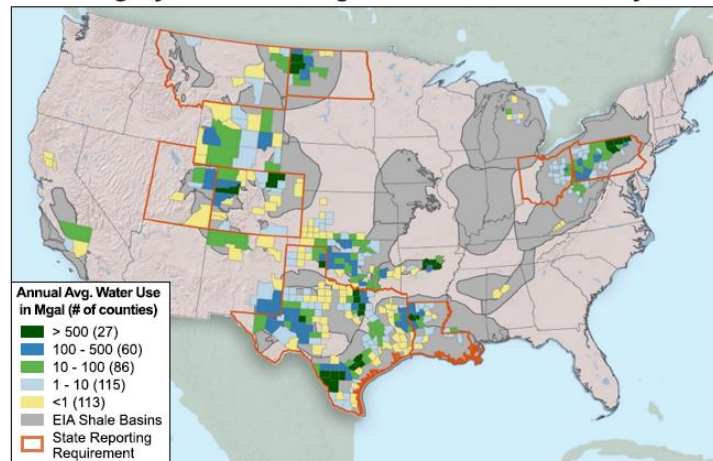 Annual Avg. Water Use
in Mgal (# of counties)
> 500 (27)
100 - 500 (60)
10 - 100 (86)
1 - 10 (115)
<1 (113)
EIA Shale Basins
State Reporting
Requirement